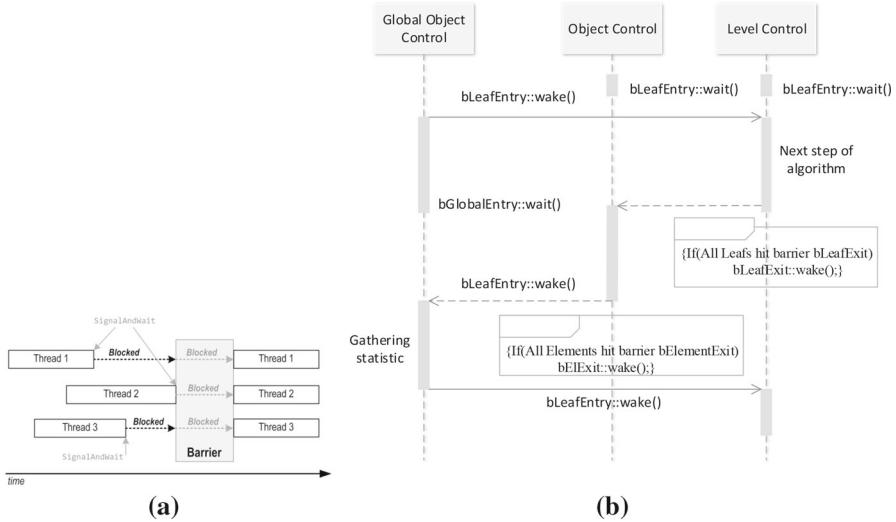 SignalAndWait
Thread 1
Blocked
Blocked
Thread 1
Thread 2
Blocked
Thread 2
Thread 3
Blocked
Blocked
Thread 3
SignalAndWait
Barrier
time
(a)
Global Object
Control
Object Control
Level Control
bLeafEntry::wake()
bLeafEntry::wait()
bLeafEntry::wait()
Next step of
algorithm
bGlobalEntry::wait()
{If(All Leafs hit barrier bLeafExit)
bLeafExit::wake();}
bLeafEntry::wake()
Gathering
statistic
{If(All Elements hit barrier bElementExit)
bElExit::wake();}
bLeafEntry::wake()
(b)